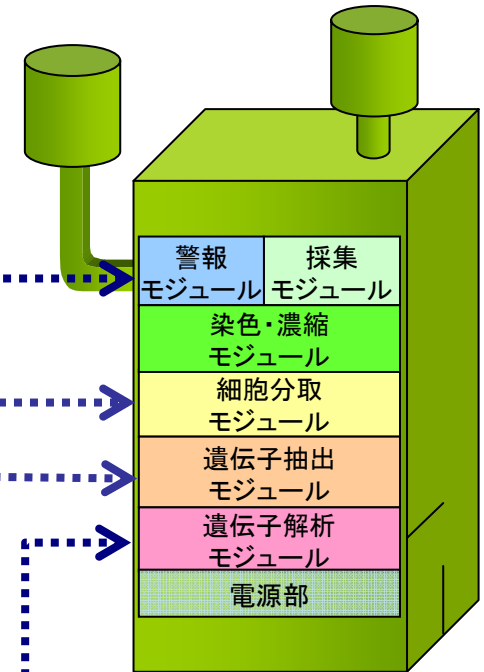 警報
モジュール
採集
モジュール
染色・濃縮
モジュール
細胞分取
モジュール
遺伝子抽出
モジュール
遺伝子解析
モジュール
電源部